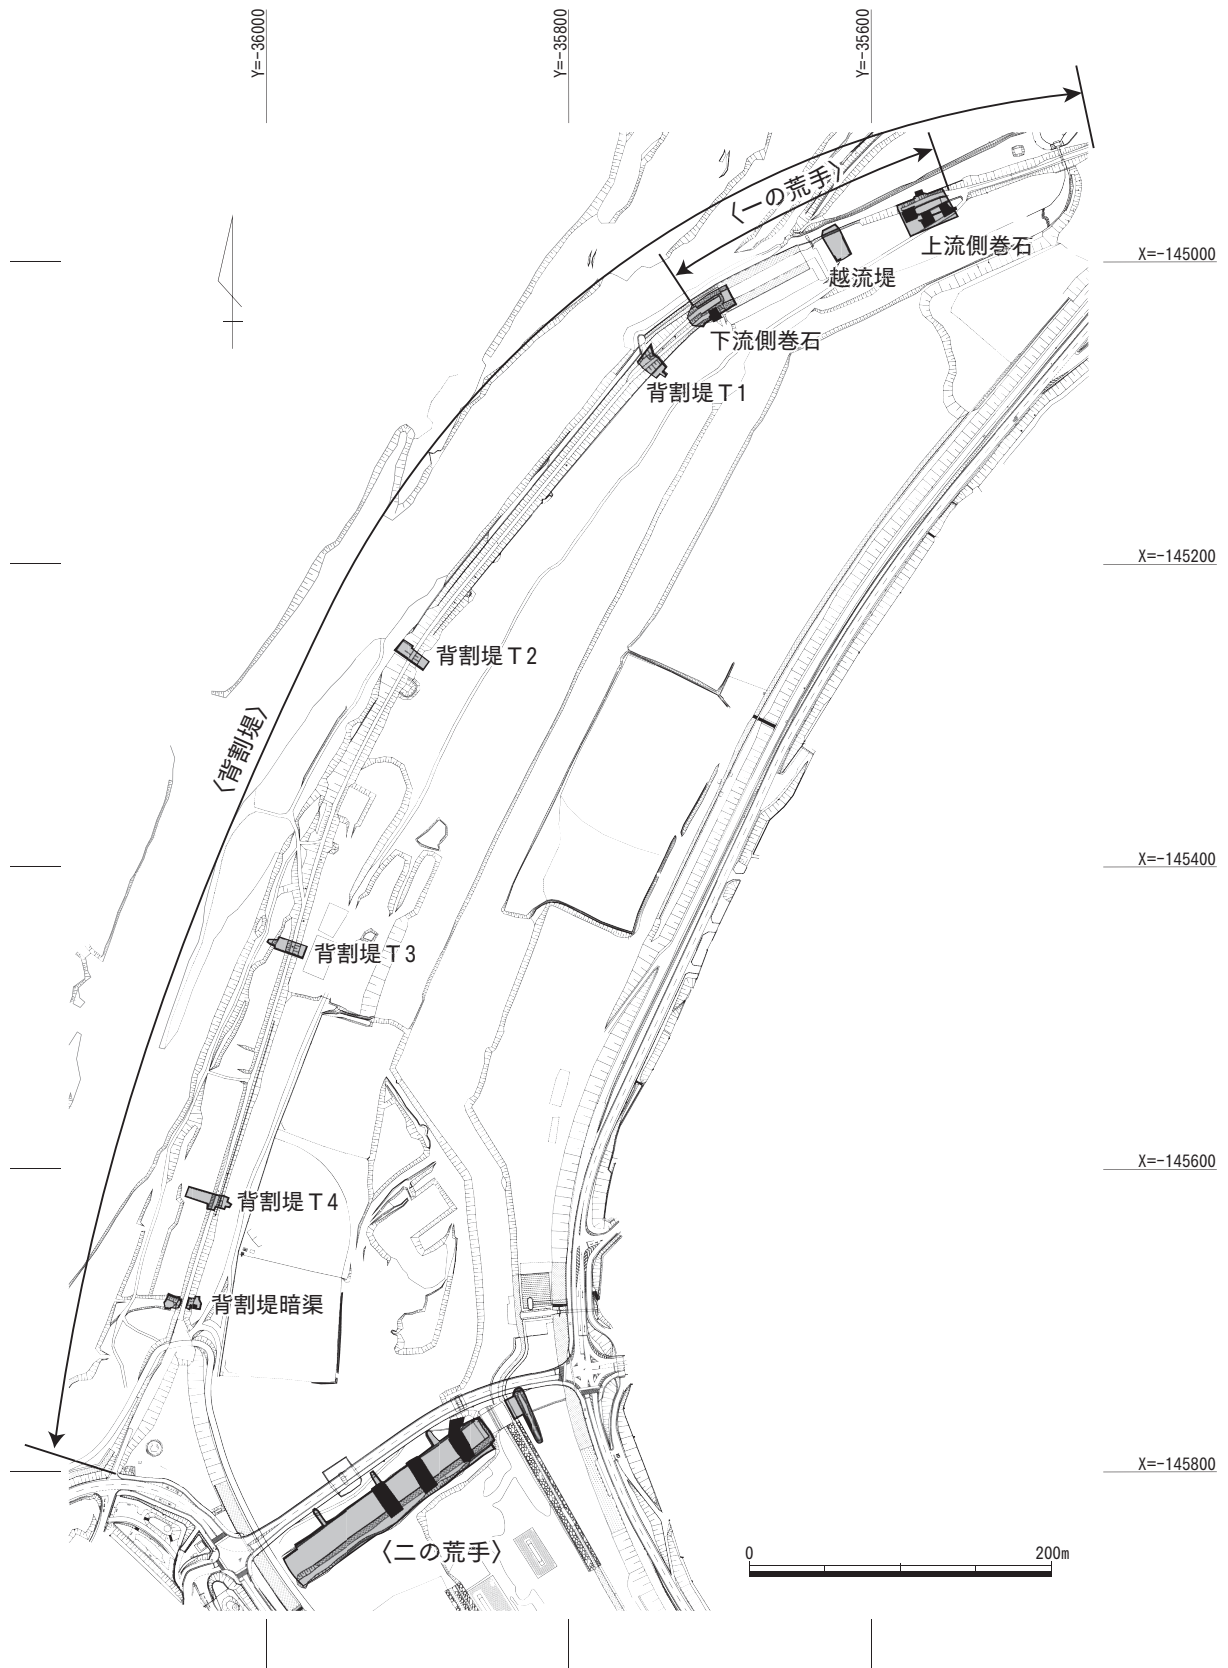 Y=-36000
Y=-35800
Y=-35600
〈一の荒手〉
上流側巻石
X=-145000
越流堤
下流側巻石
背割堤T1
X=-145200
背割堤T2
〈背割堤〉
X=-145400
背割堤T3
X=-145600
背割堤T4
背割堤暗渠
X=-145800
〈二の荒手〉
0 200m